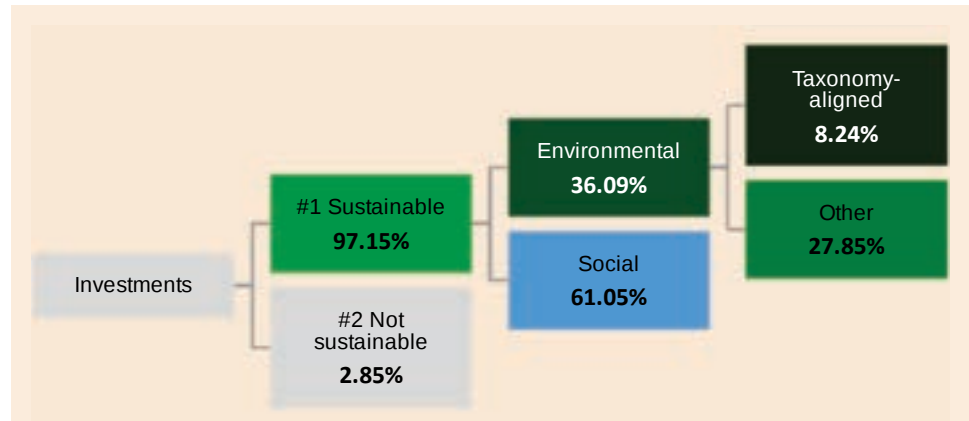 Investments
#1 Sustainable
97.15%
#2 Not
sustainable
2.85%
Environmental
36.09%
Social
61.05%
Taxonomy-
aligned
8.24%
Other
27.85%